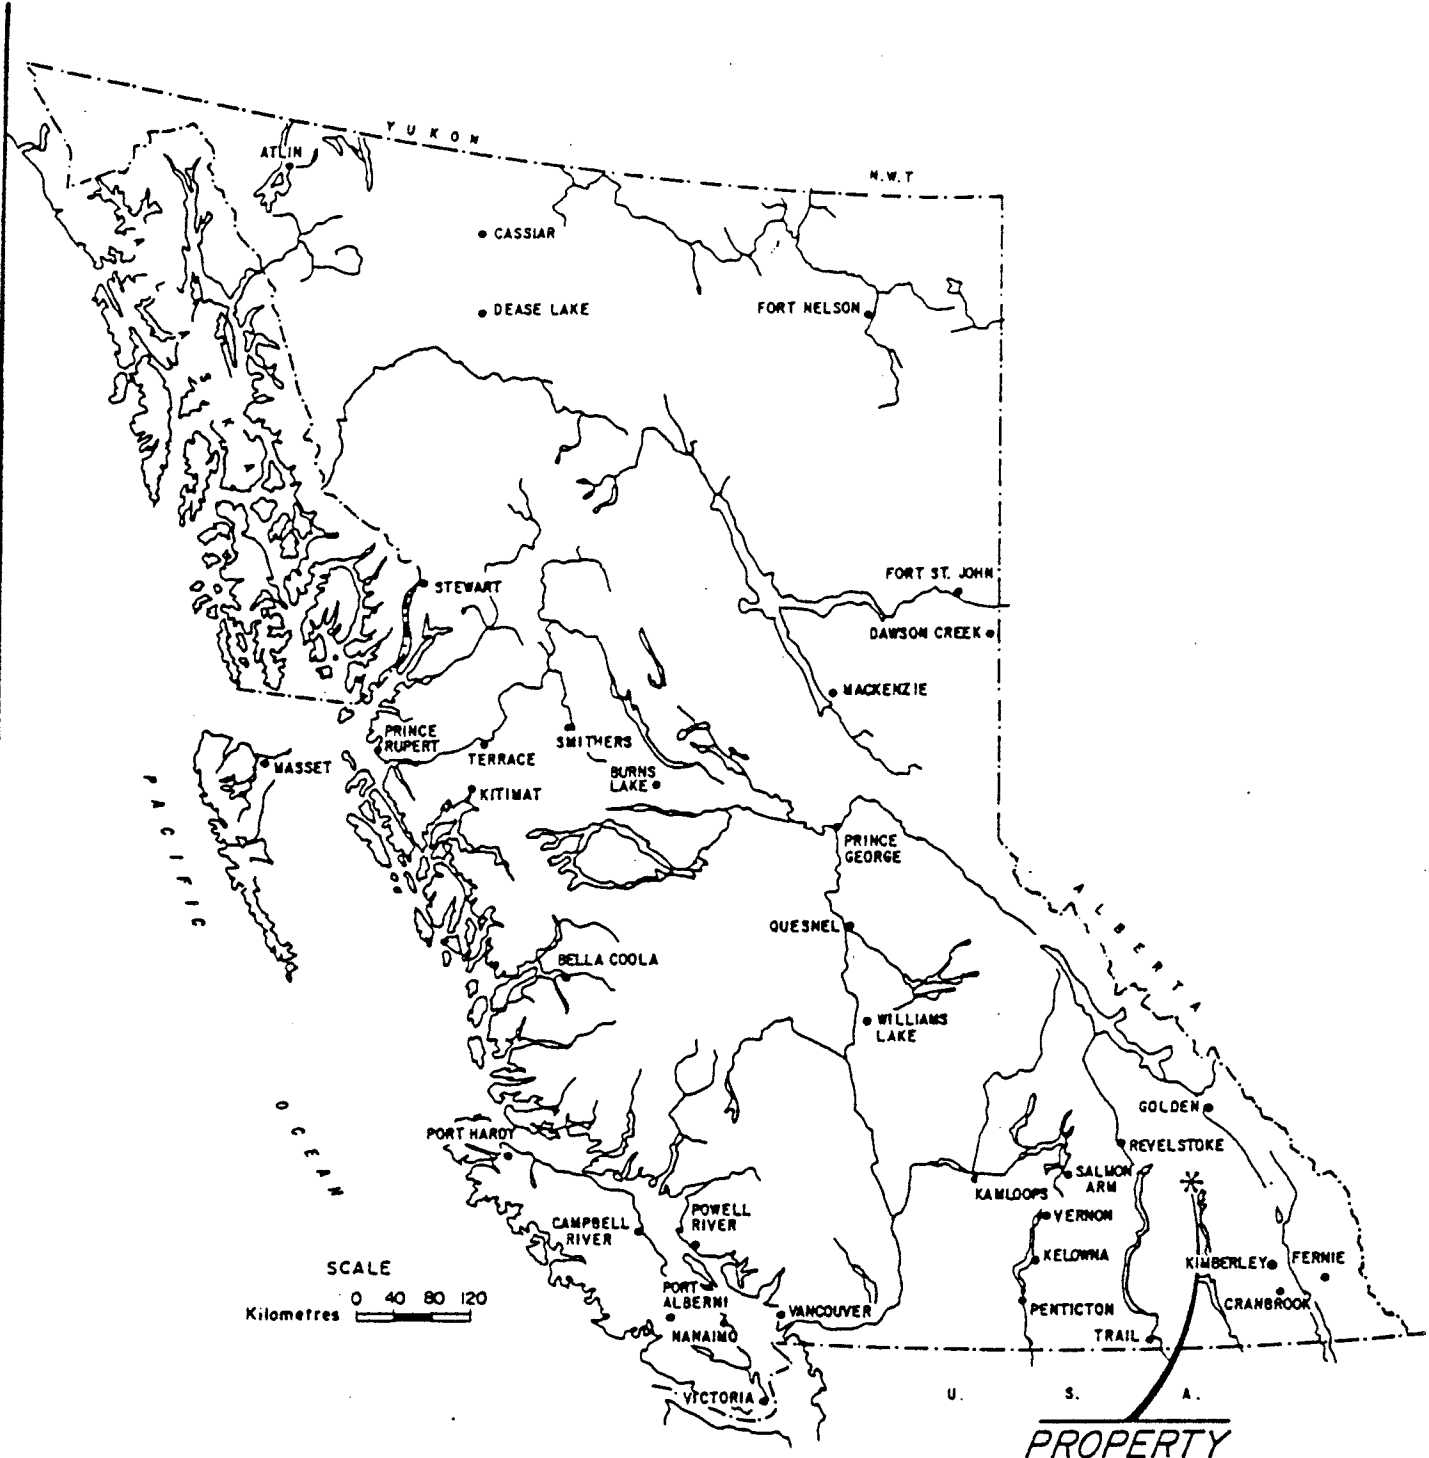 YUKON
N.W.T
ATLIN
CASSIAR
DEASE LAKE
FORT NELSON
ALASKA
STEWART
FORT ST. JOHN
DAWSON CREEK
MACKENZIE
PRINCE
RUPERT
TERRACE
SMITHERS
MASSET
BURNS
LAKE
KITIMAT
PRINCE
GEORGE
PACIFIC
ALBERTA
QUESNEL
BELLA COOLA
WILLIAMS
LAKE
OCEAN
GOLDEN
PORT HARDY
REVELSTOKE
SALMON
ARM
KAMLOOPS
POWELL
RIVER
CAMPBELL
RIVER
VERNON
KELOWNA
KIMBERLEY
FERNIE
SCALE
Kilometres 0 40 80 120
PORT
ALBERNI
NANAIMO
VANCOUVER
PENTICTON
CRANBROOK
TRAIL
VICTORIA
U. S. A.
PROPERTY